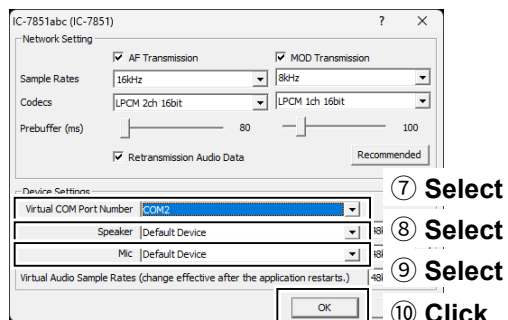 IC-7851abc (IC-7851) ? ×
Network Setting
AF Transmission MOD Transmission
Sample Rates 16kHz 8kHz
Codecs LPCM 2ch 16bit LPCM 1ch 16bit
Prebuffer (ms) 80 100
Retransmission Audio Data Recommended
Device Settings
Virtual COM Port Number COM2
⑦ Select
Speaker Default Device
⑧ Select
Mic Default Device
⑨ Select
Virtual Audio Sample Rates (change effective after the application restarts.)
OK
⑩ Click